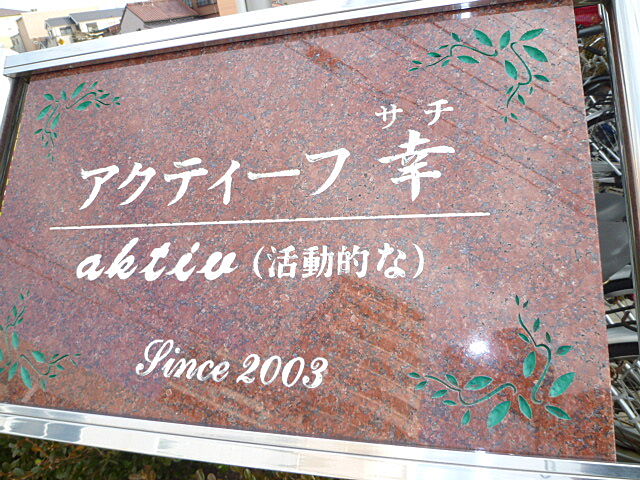 サチ
アクティーフ 幸
aktiv (活動的な)
Since 2003